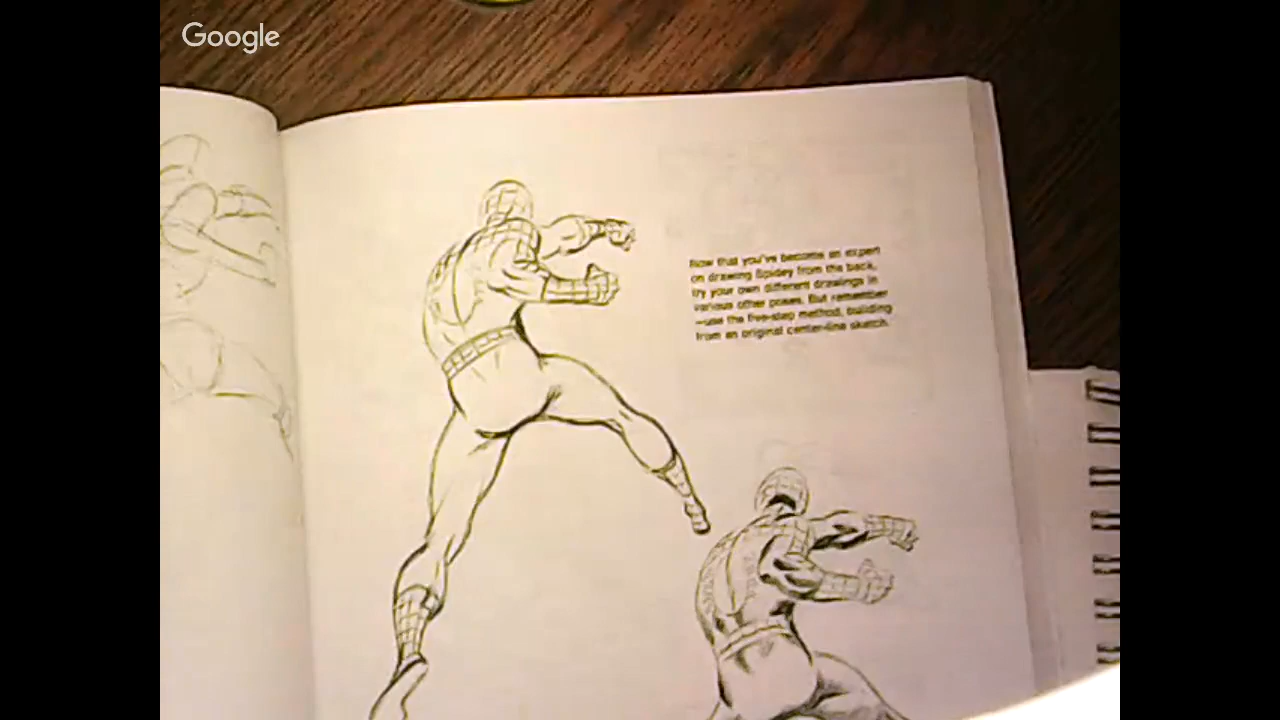 Google
Now that you've become an expert
on drawing Spidey from the back,
try your own different drawings in
various other poses. But remember
—use the five-step method, building
from an original center-line sketch.